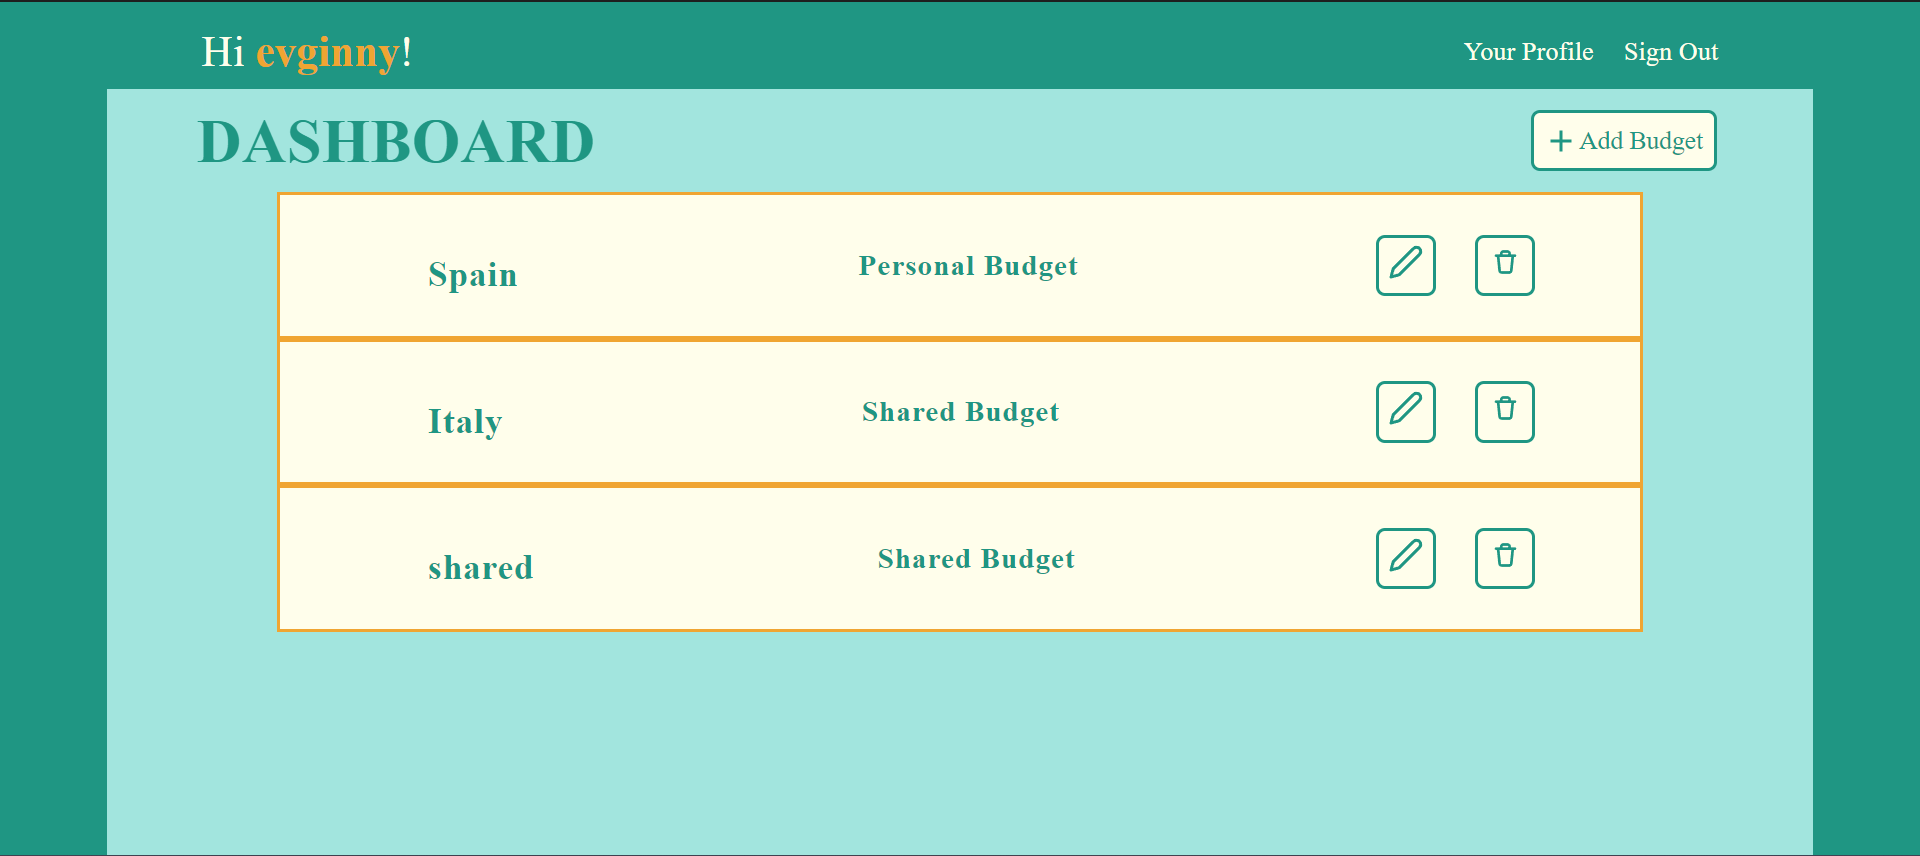 Hi evginny!
Your Profile
Sign Out
DASHBOARD
Add Budget
Spain
Personal Budget
Italy
Shared Budget
shared
Shared Budget